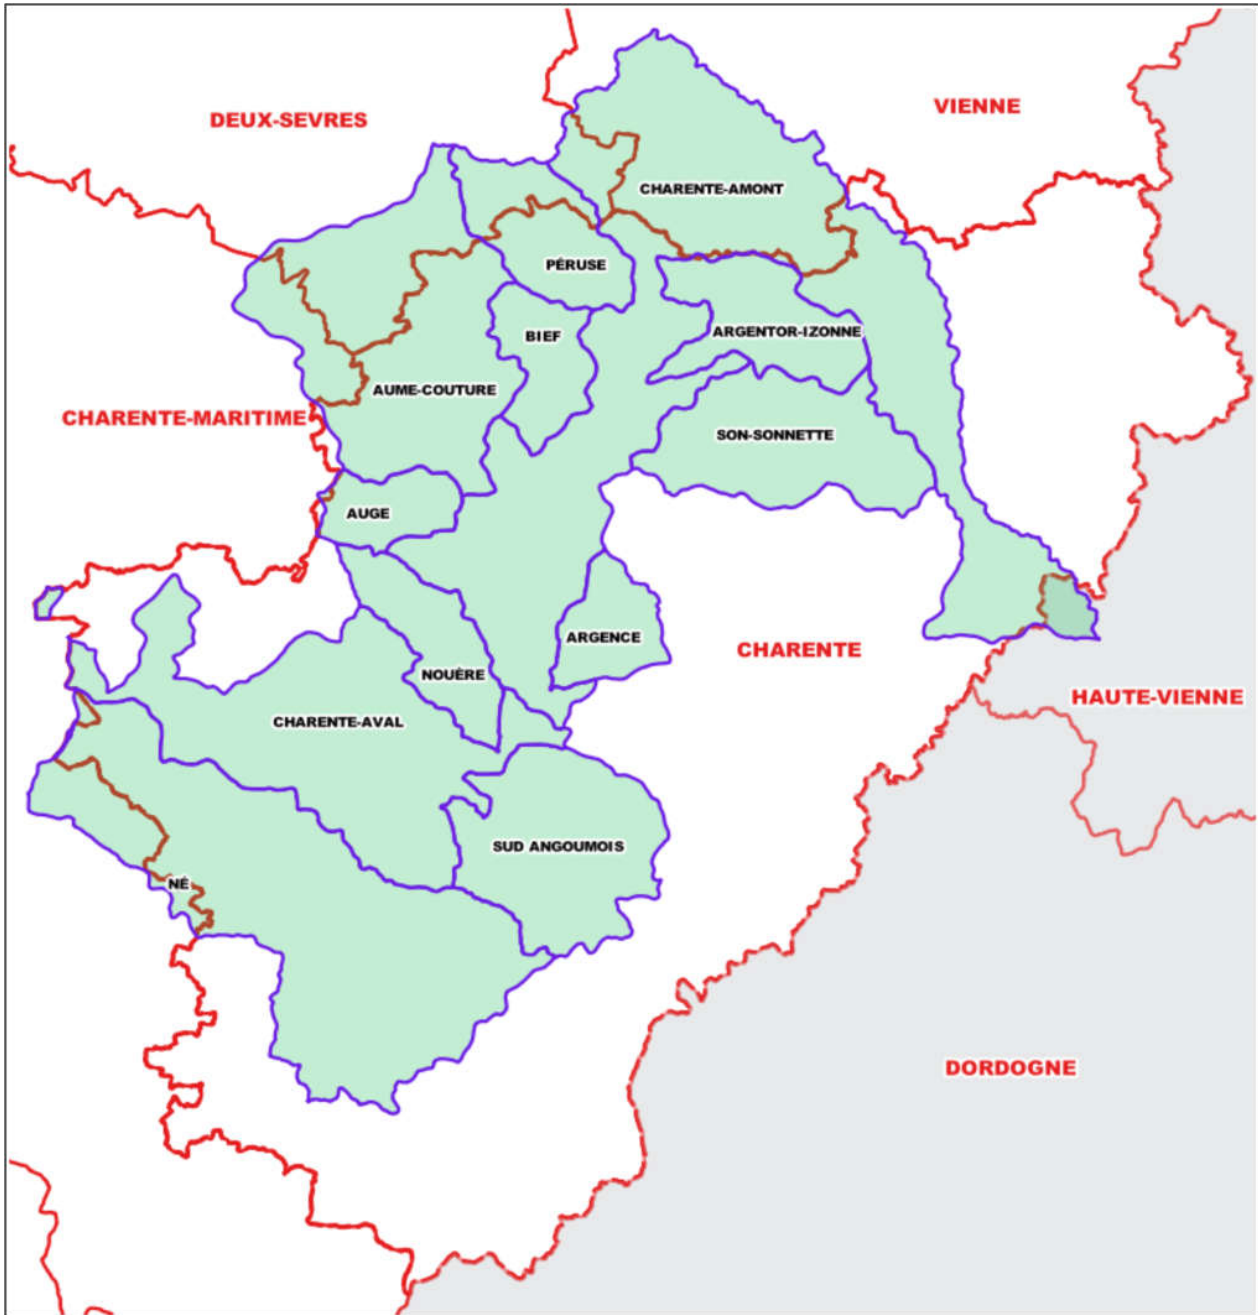 VIENNE
DEUX-SEVRES
CHARENTE-AMONT
PÉRUSE
BIEF
ARGENTOR-IZONNE
AUME-COUTURE
CHARENTE-MARITIME
SON-SONNETTE
AUGE
ARGENCE
CHARENTE
NOUÈRE
HAUTE-VIENNE
CHARENTE-AVAL
SUD ANGOUMOIS
NÉ
DORDOGNE